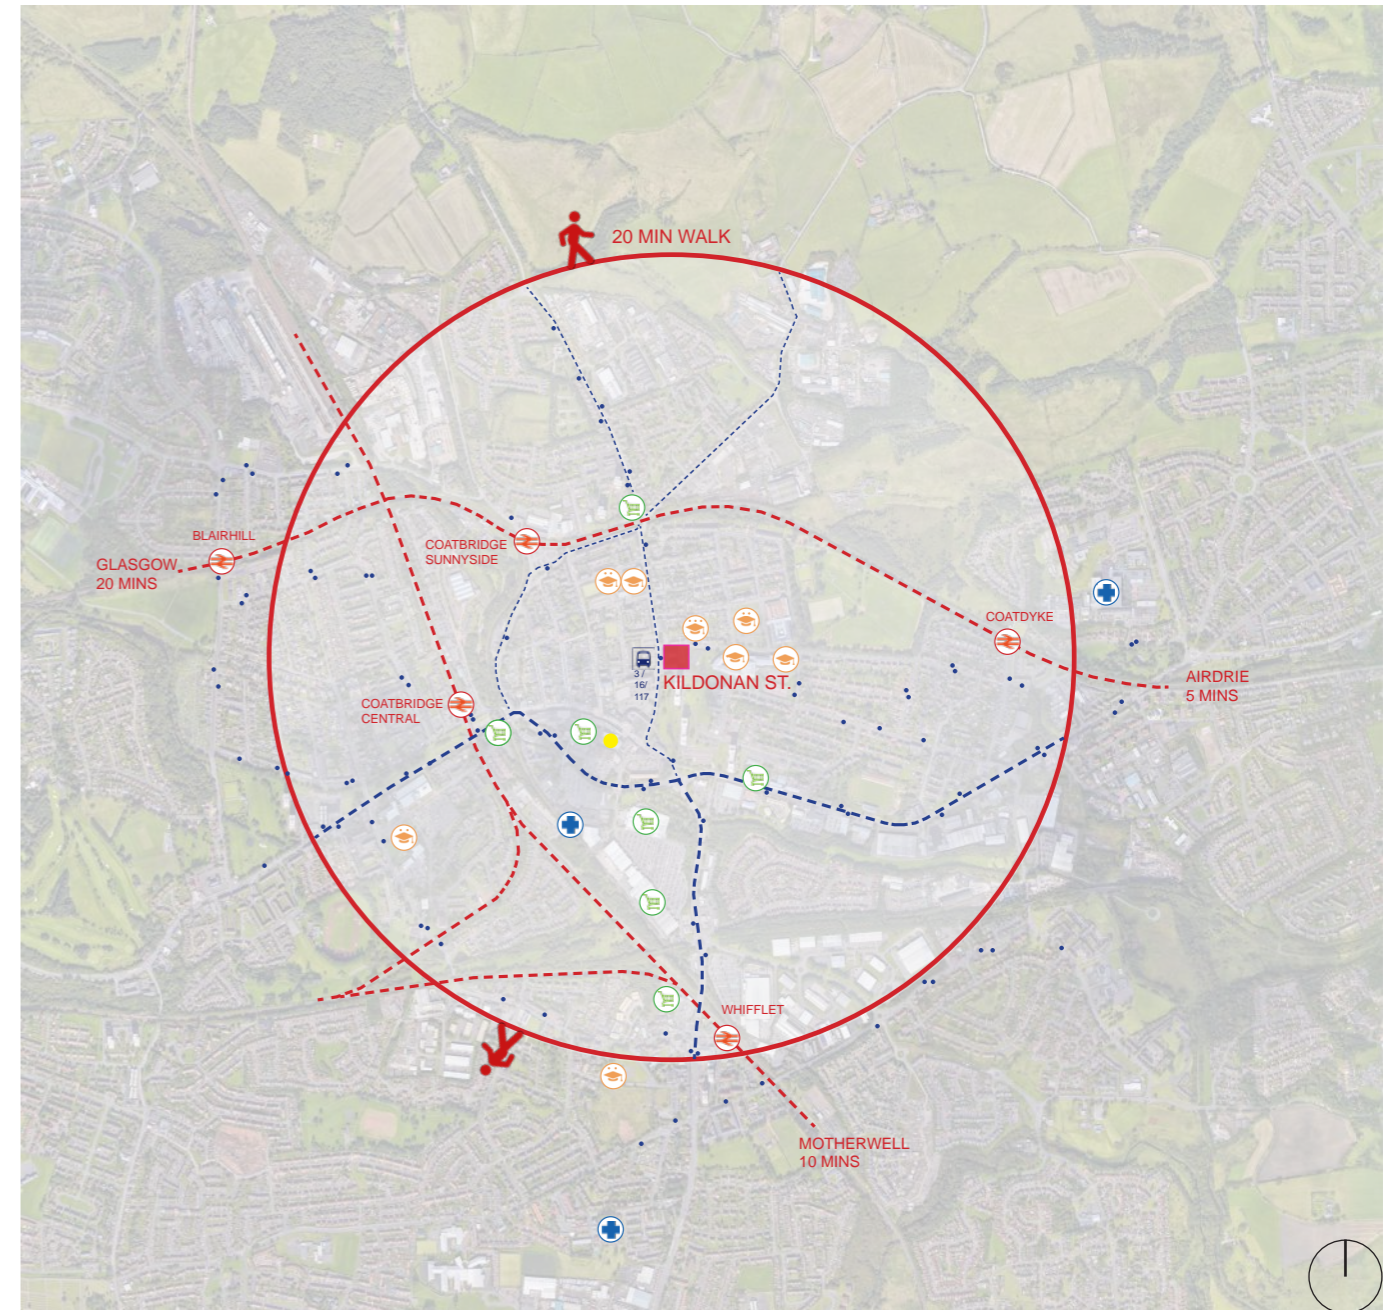 20 MIN WALK
BLAIRHILL
GLASGOW
20 MINS
COATBRIDGE
SUNNYSIDE
COATDYKE
AIRDRIE
5 MINS
3 /
16/
117
KILDONAN ST.
COATBRIDGE
CENTRAL
WHIFFLET
MOTHERWELL
10 MINS